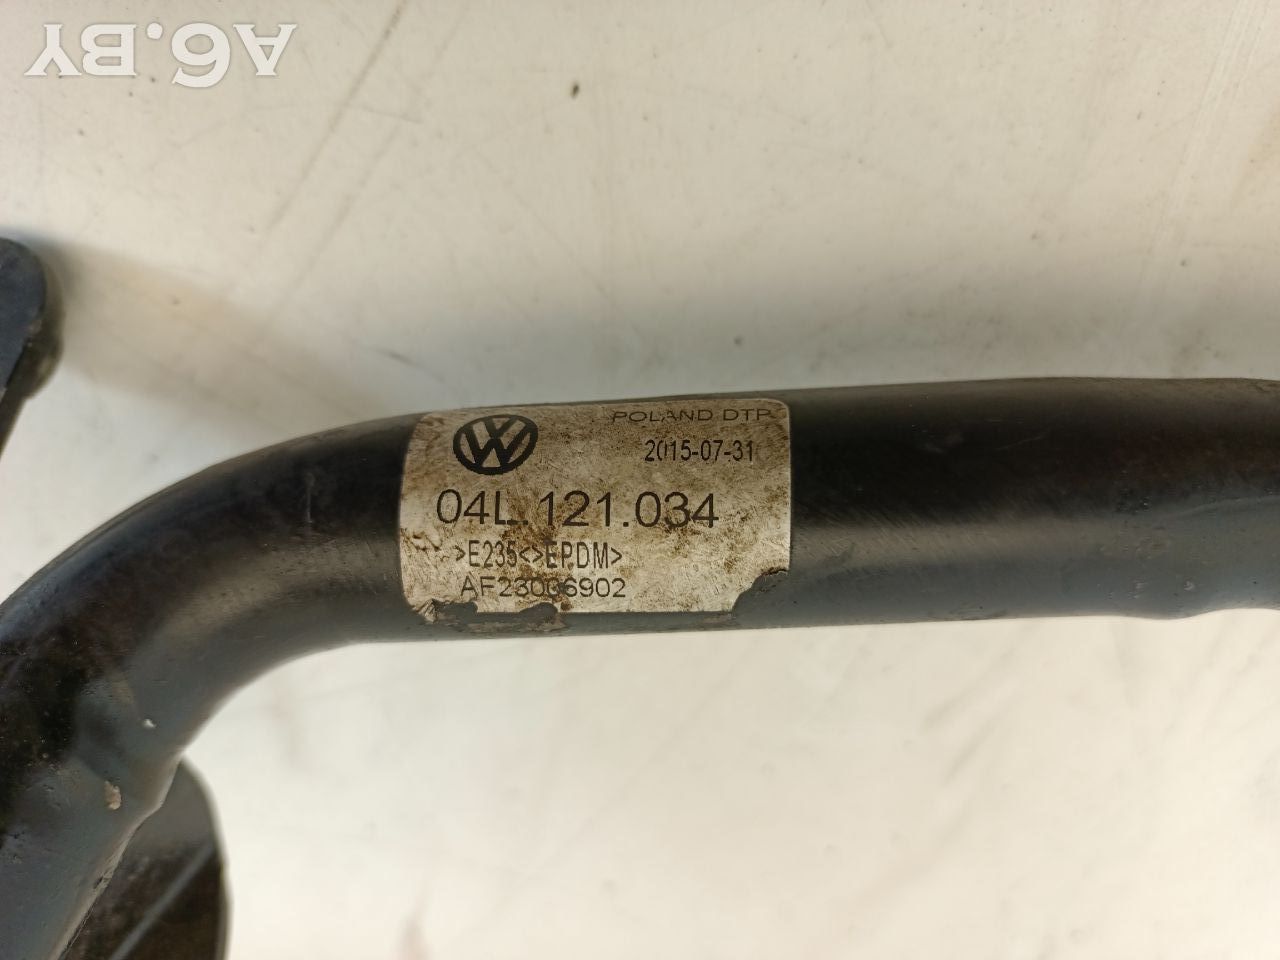 A6.BY
POLAND DTP
2015-07-31
04L.121.034
>E235<>EPDM>
AF23006902